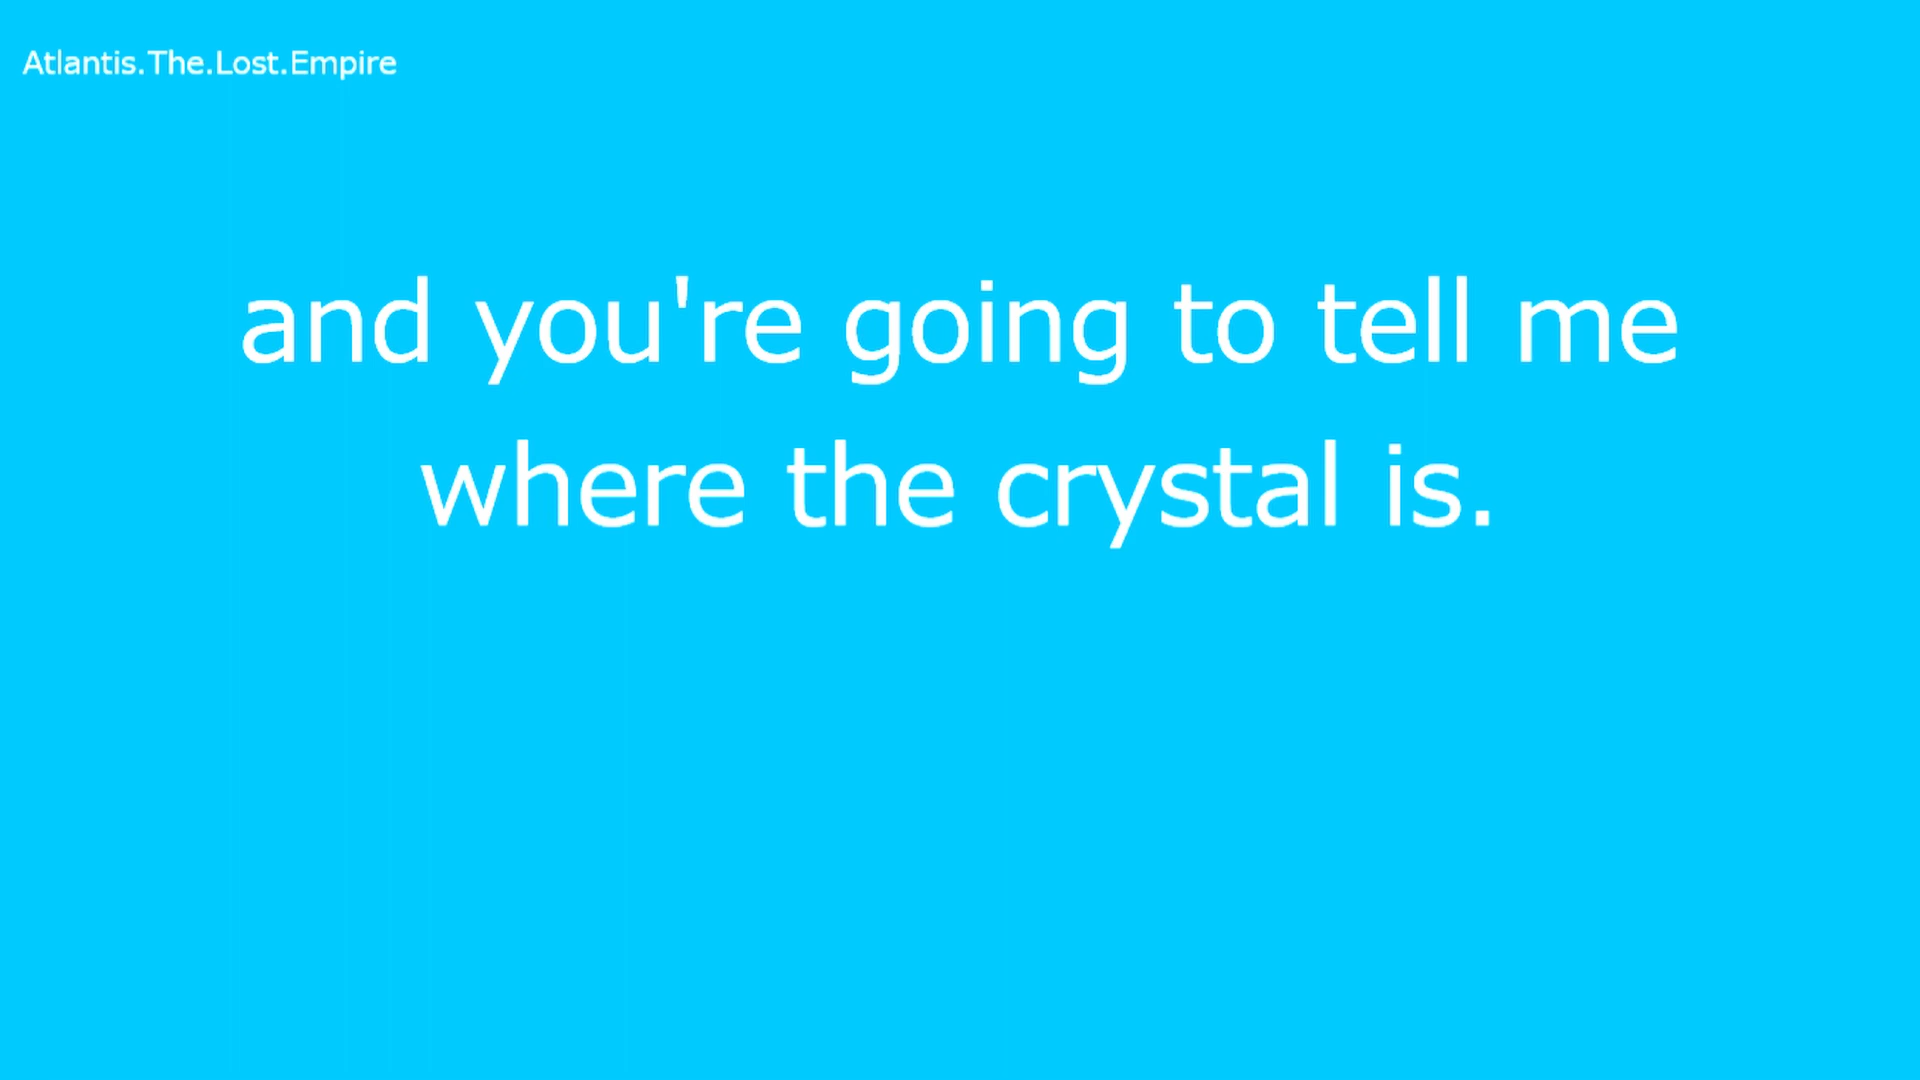 Atlantis.The.Lost.Empire
and you're going to tell me
where the crystal is.